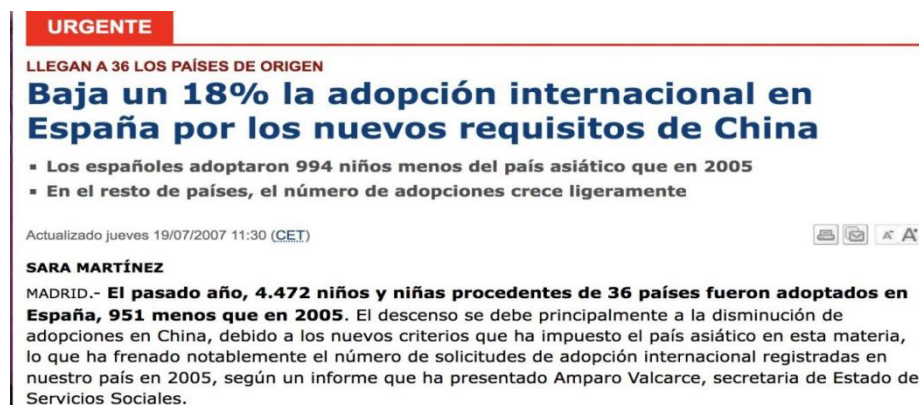 URGENTE
LLEGAN A 36 LOS PAÍSES DE ORIGEN
Baja un 18% la adopción internacional en
España por los nuevos requisitos de China
▪ Los españoles adoptaron 994 niños menos del país asiático que en 2005
▪ En el resto de países, el número de adopciones crece ligeramente
Actualizado jueves 19/07/2007 11:30 (CET)
A A
SARA MARTÍNEZ
MADRID.- El pasado año, 4.472 niños y niñas procedentes de 36 países fueron adoptados en
España, 951 menos que en 2005. El descenso se debe principalmente a la disminución de
adopciones en China, debido a los nuevos criterios que ha impuesto el país asiático en esta materia,
lo que ha frenado notablemente el número de solicitudes de adopción internacional registradas en
nuestro país en 2005, según un informe que ha presentado Amparo Valcarce, secretaria de Estado de
Servicios Sociales.